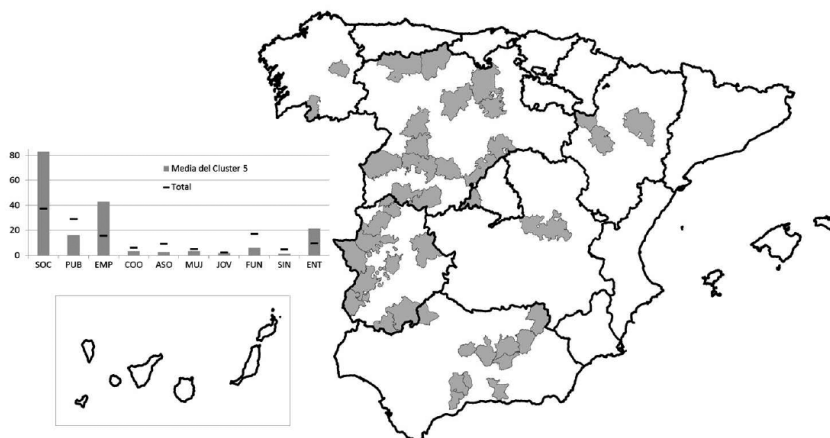 80
60
40
20
0
Media del Cluster 5
Total
SOC PUB EMP COO ASO MUJ JOV FUN SIN ENT